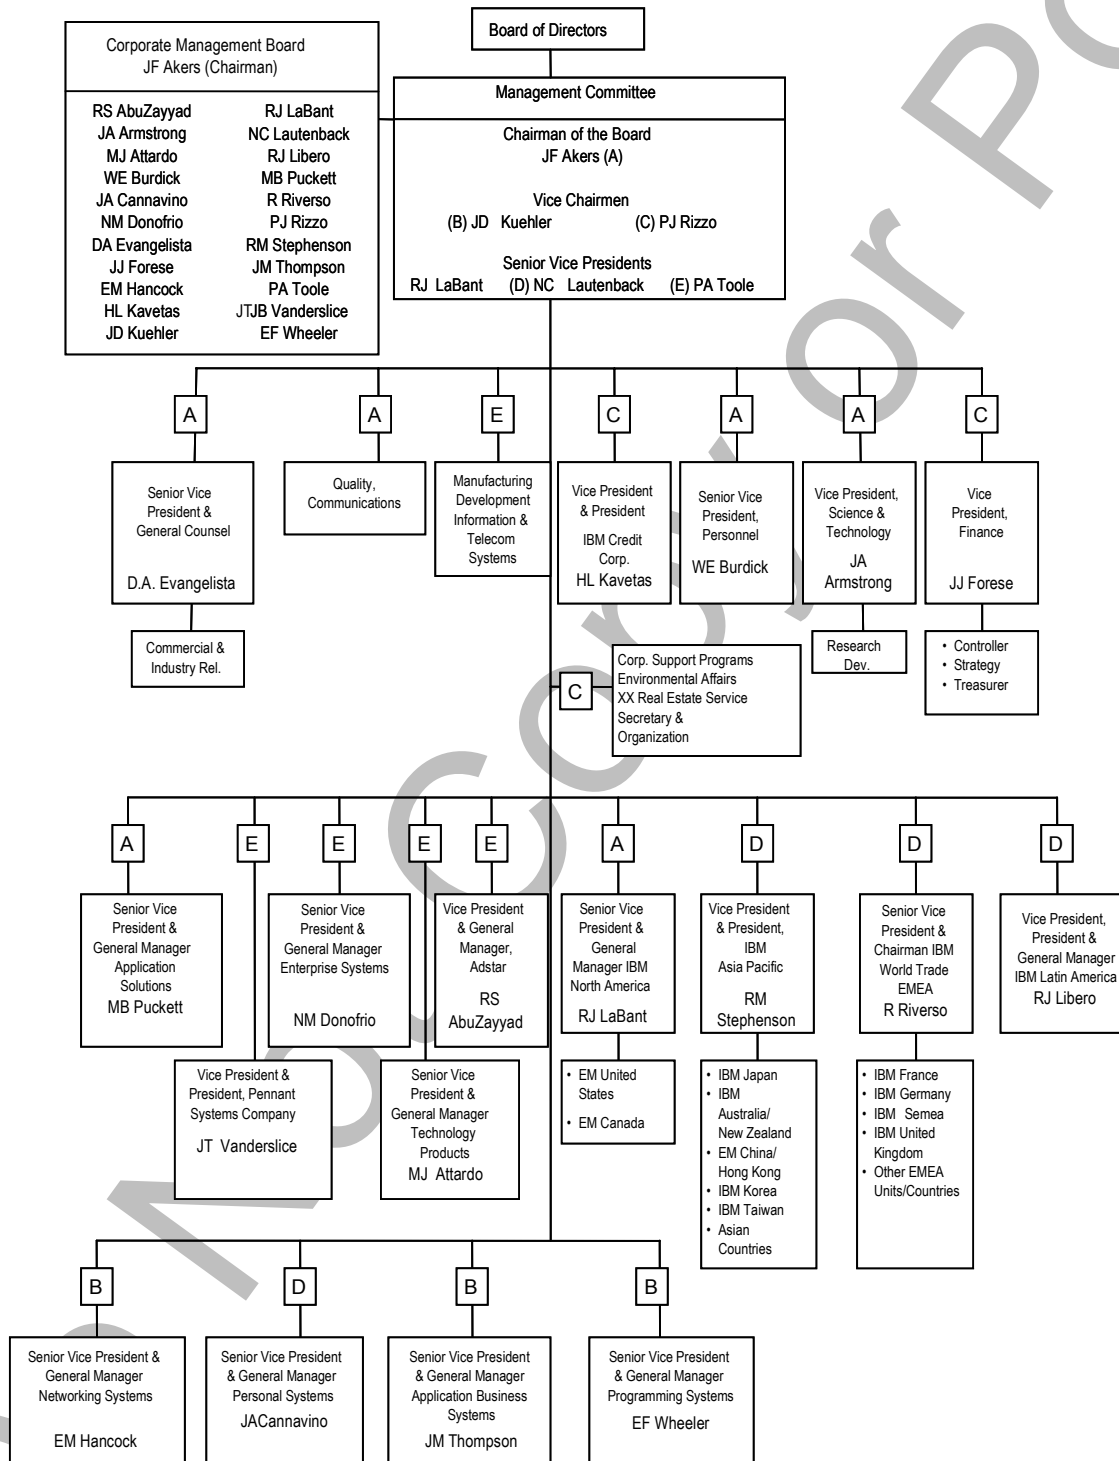 Board of Directors
Corporate Management Board
JF Akers (Chairman)
RS AbuZayyad
JA Armstrong
MJ Attardo
WE Burdick
JA Cannavino
NM Donofrio
DA Evangelista
JJ Forese
EM Hancock
HL Kavetas
JD Kuehler
RJ LaBant
NC Lautenback
RJ Libero
MB Puckett
R Riverso
PJ Rizzo
RM Stephenson
JM Thompson
PA Toole
JTJB Vanderslice
EF Wheeler
Management Committee
Chairman of the Board
JF Akers (A)
Vice Chairmen
(B) JD Kuehler (C) PJ Rizzo
Senior Vice Presidents
RJ LaBant (D) NC Lautenback (E) PA Toole
A
A
E
C
A
A
C
Senior Vice
President &
General Counsel
D.A. Evangelista
Quality,
Communications
Manufacturing
Development
Information &
Telecom
Systems
Vice President
& President
IBM Credit
Corp.
HL Kavetas
Senior Vice
President,
Personnel
WE Burdick
Vice President,
Science &
Technology
JA
Armstrong
Vice
President,
Finance
JJ Forese
Commercial &
Industry Rel.
Research
Dev.
• Controller
• Strategy
• Treasurer
C
Corp. Support Programs
Environmental Affairs
XX Real Estate Service
Secretary &
Organization
A
E
E
E
E
A
D
D
D
Senior Vice
President &
General Manager
Application
Solutions
MB Puckett
Senior Vice
President &
General Manager
Enterprise Systems
NM Donofrio
Vice President
& General
Manager,
Adstar
RS
AbuZayyad
Senior Vice
President &
General
Manager IBM
North America
RJ LaBant
Vice President
& President,
IBM
Asia Pacific
RM
Stephenson
Senior Vice
President &
Chairman IBM
World Trade
EMEA
R Riverso
Vice President,
President &
General Manager
IBM Latin America
RJ Libero
Vice President &
President, Pennant
Systems Company
JT Vanderslice
Senior Vice
President &
General Manager
Technology
Products
MJ Attardo
• EM United
States
• EM Canada
• IBM Japan
• IBM
Australia/
New Zealand
• EM China/
Hong Kong
• IBM Korea
• IBM Taiwan
• Asian
Countries
• IBM France
• IBM Germany
• IBM Semea
• IBM United
Kingdom
• Other EMEA
Units/Countries
B
D
B
B
Senior Vice President &
General Manager
Networking Systems
EM Hancock
Senior Vice President
& General Manager
Personal Systems
JACannavino
Senior Vice President
& General Manager
Application Business
Systems
JM Thompson
Senior Vice President
& General Manager
Programming Systems
EF Wheeler
No Copy or Po